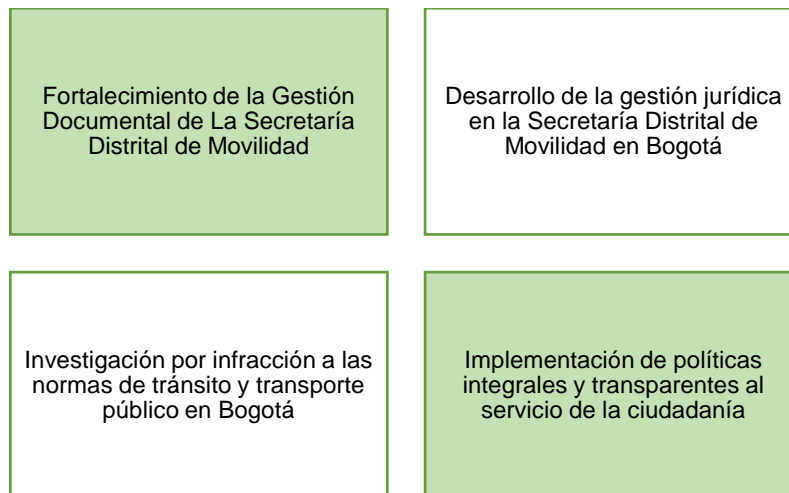 Fortalecimiento de la Gestión
Documental de La Secretaría
Distrital de Movilidad
Desarrollo de la gestión jurídica
en la Secretaría Distrital de
Movilidad en Bogotá
Investigación por infracción a las
normas de tránsito y transporte
público en Bogotá
Implementación de políticas
integrales y transparentes al
servicio de la ciudadanía